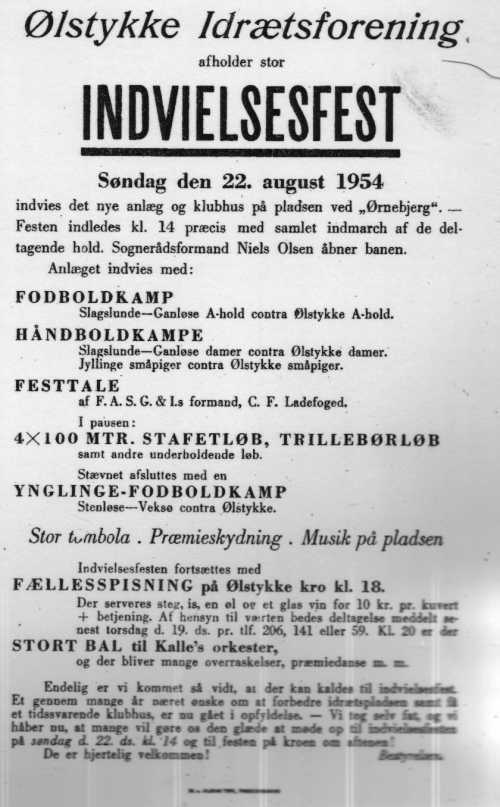 Ølstykke Idrætsforening
afholder stor
INDVIELSESFEST
Søndag den 22. august 1954
indvies det nye anlæg og klubhus på pladsen ved „Ørnebjerg“. —
Festen indledes kl. 14 præcis med samlet indmarch af de del-
tagende hold. Sognerådsformand Niels Olsen åbner banen.
Anlæget indvies med:
FODBOLDKAMP
Slagslunde—Ganløse A-hold contra Ølstykke A-hold.
HÅNDBOLDKAMPE
Slagslunde—Ganløse damer contra Ølstykke damer.
Jyllinge småpiger contra Ølstykke småpiger.
FESTTALE
af F. A. S. G. & I.s formand, C. F. Ladefoged.
I pausen:
4×100 MTR. STAFETLØB, TRILLEBØRLØB
samt andre underholdende løb.
Stævnet afsluttes med en
YNGLINGE-FODBOLDKAMP
Stenløse—Veksø contra Ølstykke.
Stor tombola . Præmieskydning . Musik på pladsen
Indvielsesfesten fortsættes med
FÆLLESSPISNING på Ølstykke kro kl. 18.
Der serveres steg, is, en øl or et glas vin for 10 kr. pr. kuvert
+ betjening. Af hensyn til værten bedes deltagelse meddelt se-
nest torsdag d. 19. ds. pr. tlf. 206, 141 eller 59. Kl. 20 er der
STORT BAL til Kalle's orkester,
og der bliver mange overraskelser, præmiedanse m. m.
Endelig er vi kommet så vidt, at der kan kaldes til indvielsesfest.
Et gennem mange år næret ønske om at forbedre idrætspladsen samt få
et tidssvarende klubhus, er nu gået i opfyldelse. — Vi tog selv fat, og vi
håber nu, at mange vil gøre os den glæde at møde op til indvielsesfesten
på søndag d. 22. ds. kl. 14 og til festen på kroen om aftenen!
De er hjertelig velkommen! Bestyrelsen.